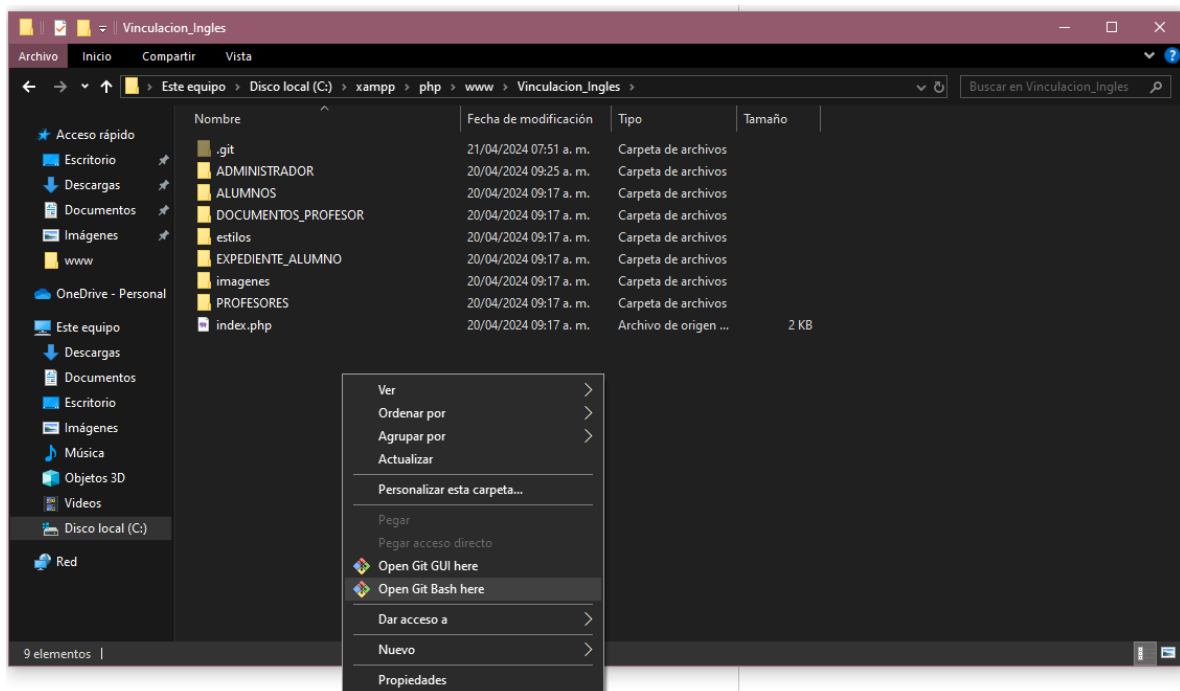 Vinculacion_Ingles
Archivo Inicio Compartir Vista
Este equipo > Disco local (C:) > xampp > php > www > Vinculacion_Ingles >
Buscar en Vinculacion_Ingles
Nombre Fecha de modificación Tipo Tamaño
Acceso rápido
Escritorio
Descargas
Documentos
Imágenes
www
OneDrive - Personal
Este equipo
Descargas
Documentos
Escritorio
Imágenes
Música
Objetos 3D
Videos
Disco local (C:)
Red
.git 21/04/2024 07:51 a. m. Carpeta de archivos
ADMINISTRADOR 20/04/2024 09:25 a. m. Carpeta de archivos
ALUMNOS 20/04/2024 09:17 a. m. Carpeta de archivos
DOCUMENTOS_PROFESOR 20/04/2024 09:17 a. m. Carpeta de archivos
estilos 20/04/2024 09:17 a. m. Carpeta de archivos
EXPEDIENTE_ALUMNO 20/04/2024 09:17 a. m. Carpeta de archivos
imagenes 20/04/2024 09:17 a. m. Carpeta de archivos
PROFESORES 20/04/2024 09:17 a. m. Carpeta de archivos
index.php 20/04/2024 09:17 a. m. Archivo de origen ... 2 KB
Ver
Ordenar por
Agrupar por
Actualizar
Personalizar esta carpeta...
Pegar
Pegar acceso directo
Open Git GUI here
Open Git Bash here
Dar acceso a
Nuevo
Propiedades
9 elementos